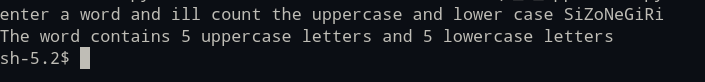 enter a word and ill count the uppercase and lower case SiZoNeGiRi
The word contains 5 uppercase letters and 5 lowercase letters
sh-5.2$